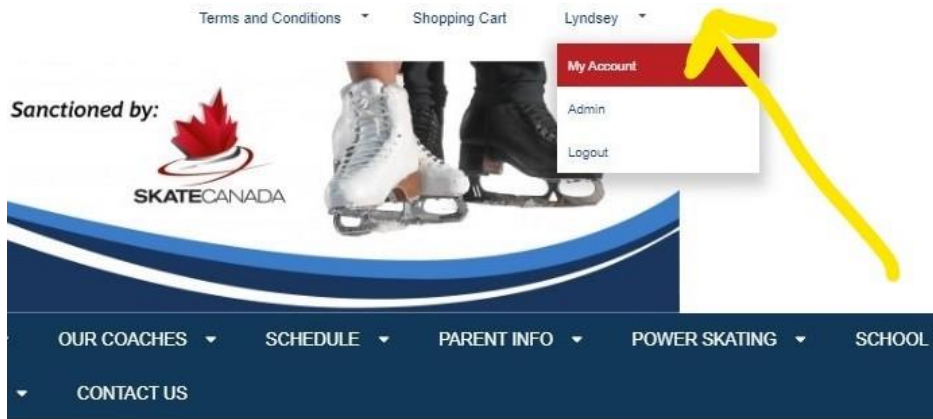 Terms and Conditions Shopping Cart Lyndsey
My Account
Admin
Logout
Sanctioned by:
SKATECANADA
OUR COACHES SCHEDULE PARENT INFO POWER SKATING SCHOOL
CONTACT US